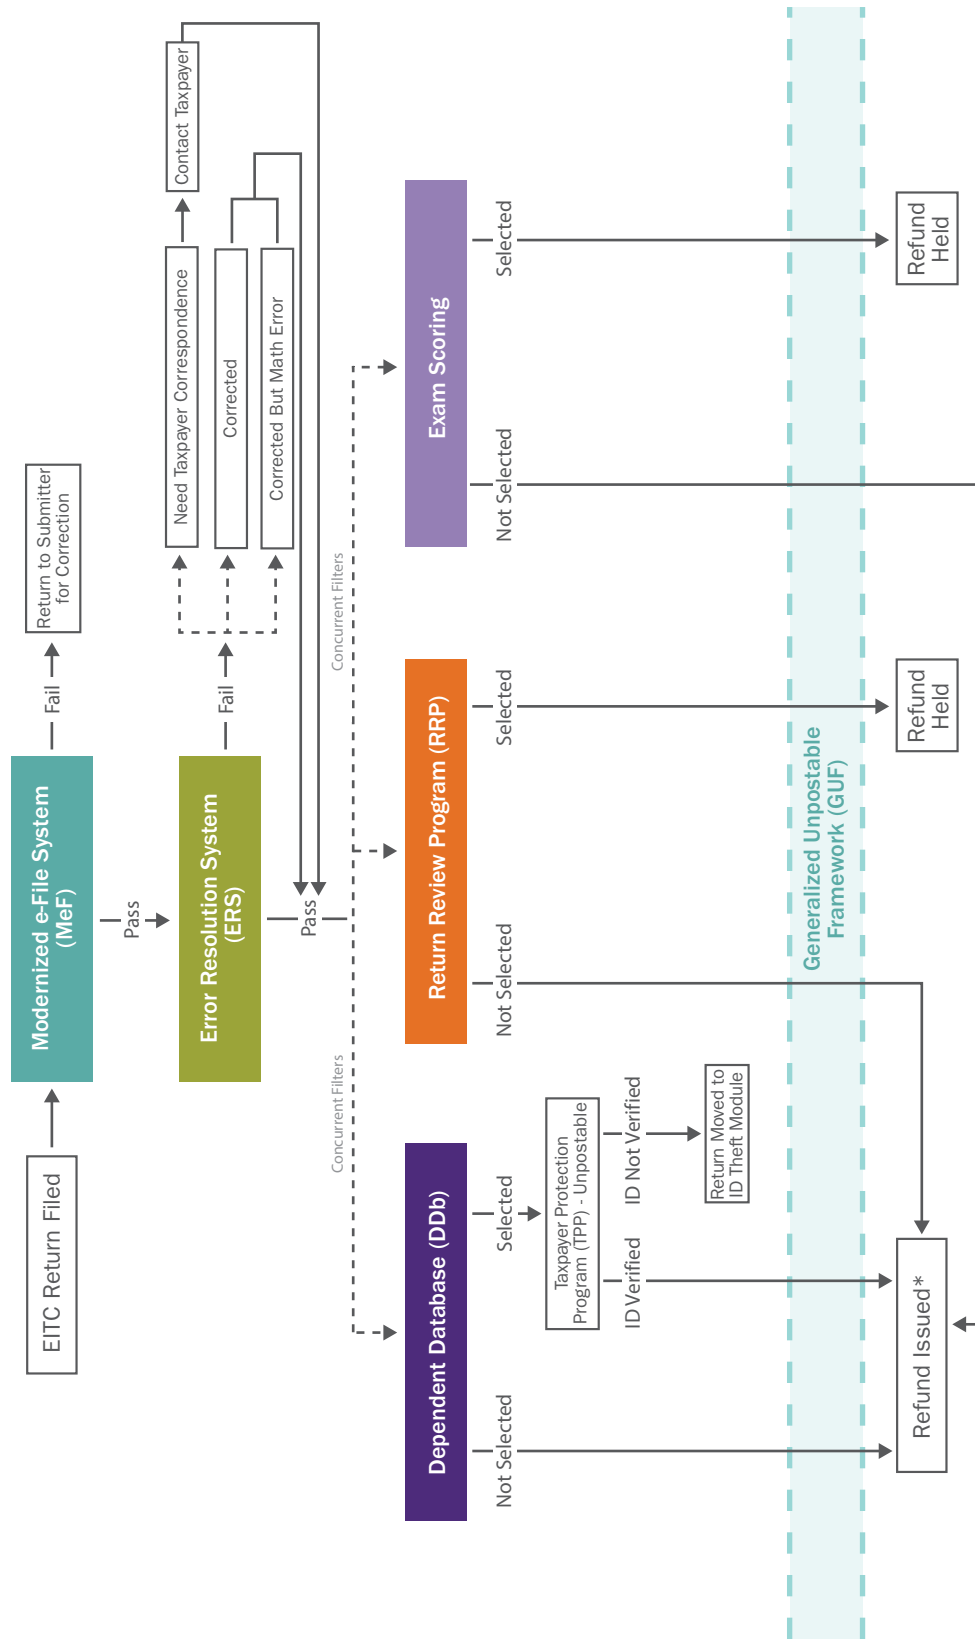 EITC Return Filed
Modernized e-File System
(MeF)
Fail
Return to Submitter
for Correction
Pass
Error Resolution System
(ERS)
Fail
Need Taxpayer Correspondence
Contact Taxpayer
Corrected
Corrected But Math Error
Pass
Concurrent Filters
Concurrent Filters
Dependent Database (DDb)
Return Review Program (RRP)
Exam Scoring
Not Selected
Selected
Not Selected
Selected
Not Selected
Selected
Taxpayer Protection
Program (TPP) - Unpostable
ID Verified
ID Not Verified
Return Moved to
ID Theft Module
Generalized Unpostable
Framework (GUF)
Refund Issued*
Refund
Held
Refund
Held